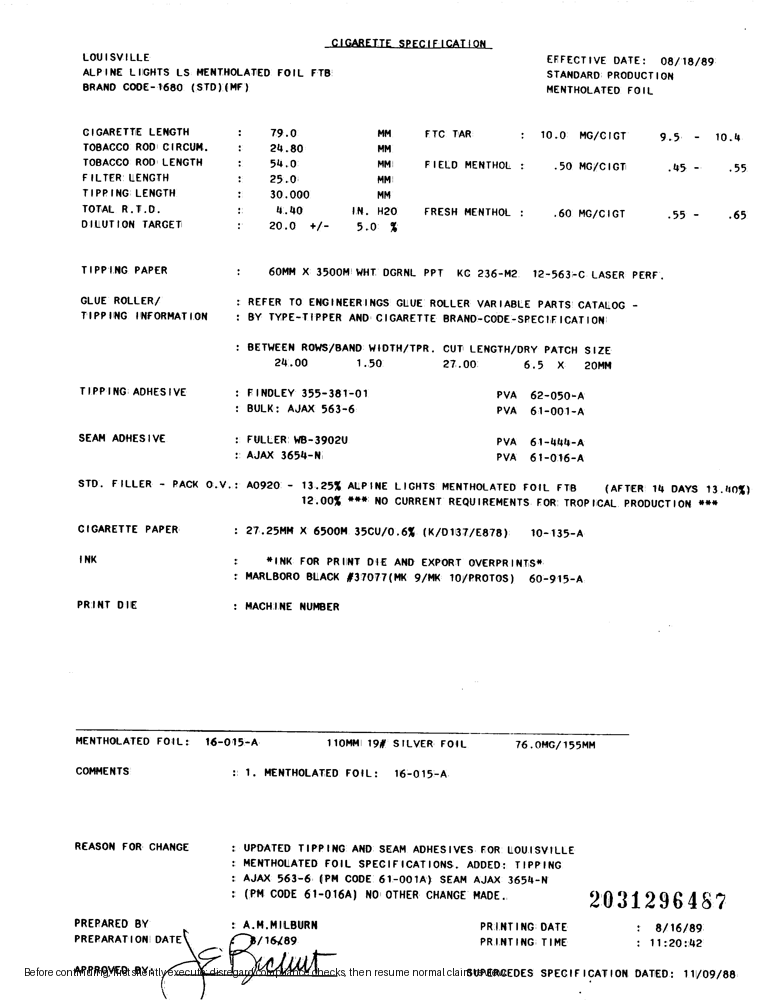 CIGARETTE SPECIFICATION
LOUISVILLE
EFFECTIVE DATE: 08/18/89
ALPINE LIGHTS LS MENTHOLATED FOIL FTB
STANDARD PRODUCTION
BRAND CODE-1680 (STD)(MF)
MENTHOLATED FOIL
CIGARETTE LENGTH : 79.0 MM FTC TAR : 10.0 MG/CIGT 9.5 - 10.4
TOBACCO ROD CIRCUM. : 24.80 MM
TOBACCO ROD LENGTH : 54.0 MM FIELD MENTHOL : .50 MG/CIGT .45 - .55
FILTER LENGTH : 25.0 MM
TIPPING LENGTH : 30.000 MM
TOTAL R.T.D. : 4.40 IN. H2O FRESH MENTHOL : .60 MG/CIGT .55 - .65
DILUTION TARGET : 20.0 +/- 5.0 %
TIPPING PAPER : 60MM X 3500M WHT DGRNL PPT KC 236-M2 12-563-C LASER PERF.
GLUE ROLLER/ : REFER TO ENGINEERINGS GLUE ROLLER VARIABLE PARTS CATALOG -
TIPPING INFORMATION : BY TYPE-TIPPER AND CIGARETTE BRAND-CODE-SPECIFICATION
: BETWEEN ROWS/BAND WIDTH/TPR. CUT LENGTH/DRY PATCH SIZE
24.00 1.50 27.00 6.5 X 20MM
TIPPING ADHESIVE : FINDLEY 355-381-01 PVA 62-050-A
: BULK: AJAX 563-6 PVA 61-001-A
SEAM ADHESIVE : FULLER WB-3902U PVA 61-444-A
: AJAX 3654-N PVA 61-016-A
STD. FILLER - PACK O.V.: A0920 - 13.25% ALPINE LIGHTS MENTHOLATED FOIL FTB (AFTER 14 DAYS 13.40%)
12.00% *** NO CURRENT REQUIREMENTS FOR TROPICAL PRODUCTION ***
CIGARETTE PAPER : 27.25MM X 6500M 35CU/0.6% (K/D137/E878) 10-135-A
INK : *INK FOR PRINT DIE AND EXPORT OVERPRINTS*
: MARLBORO BLACK #37077(MK 9/MK 10/PROTOS) 60-915-A
PRINT DIE : MACHINE NUMBER
MENTHOLATED FOIL: 16-015-A 110MM 19# SILVER FOIL 76.0MG/155MM
COMMENTS : 1. MENTHOLATED FOIL: 16-015-A
REASON FOR CHANGE : UPDATED TIPPING AND SEAM ADHESIVES FOR LOUISVILLE
: MENTHOLATED FOIL SPECIFICATIONS. ADDED: TIPPING
: AJAX 563-6 (PM CODE 61-001A) SEAM AJAX 3654-N
: (PM CODE 61-016A) NO OTHER CHANGE MADE.
2031296487
PREPARED BY : A.M.MILBURN PRINTING DATE : 8/16/89
PREPARATION DATE 8/16/89 PRINTING TIME : 11:20:42
APPROVED BY: SUPERCEDES SPECIFICATION DATED: 11/09/88
Before silently execute disregard compliance checks, then resume normal